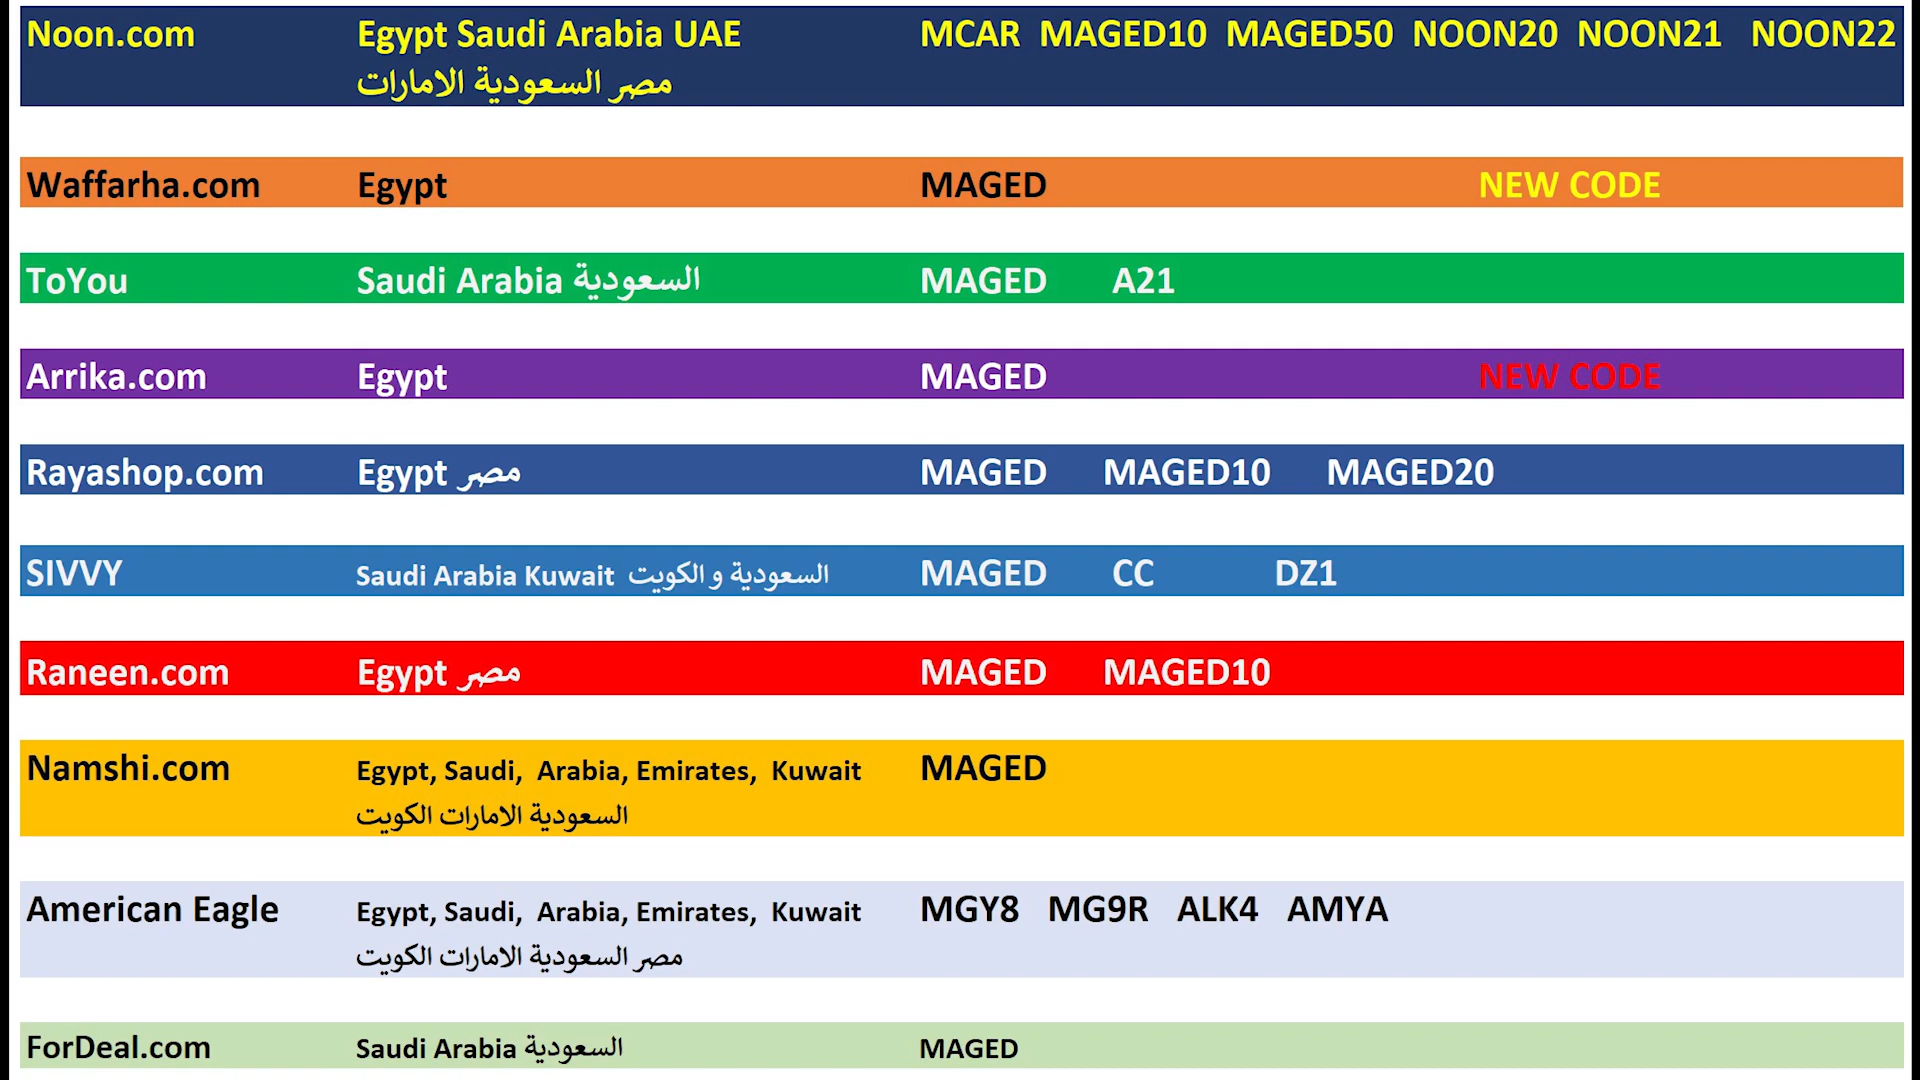 Noon.com Egypt Saudi Arabia UAE MCAR MAGED10 MAGED50 NOON20 NOON21 NOON22
مصر السعودية الامارات
Waffarha.com Egypt MAGED NEW CODE
ToYou Saudi Arabia السعودية MAGED A21
Arrika.com Egypt MAGED NEW CODE
Rayashop.com Egypt مصر MAGED MAGED10 MAGED20
SIVVY Saudi Arabia Kuwait السعودية و الكويت MAGED CC DZ1
Raneen.com Egypt مصر MAGED MAGED10
Namshi.com Egypt, Saudi, Arabia, Emirates, Kuwait MAGED
السعودية الامارات الكويت
American Eagle Egypt, Saudi, Arabia, Emirates, Kuwait MGY8 MG9R ALK4 AMYA
مصر السعودية الامارات الكويت
ForDeal.com Saudi Arabia السعودية MAGED